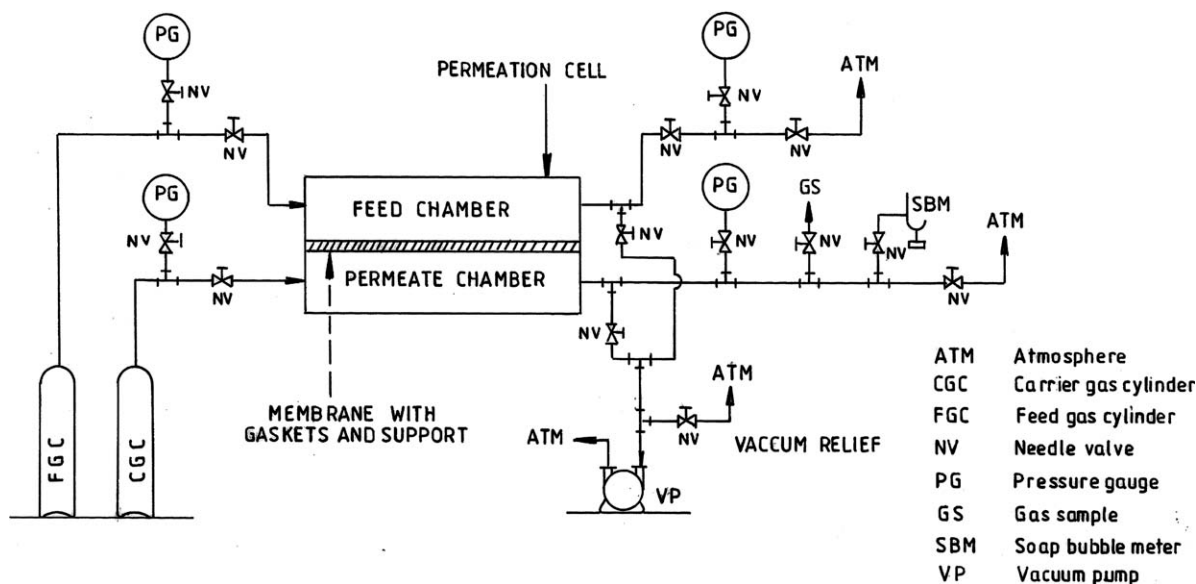 PG
PG
NV
NV
PERMEATION CELL
ATM
NV
NV
NV
PG
NV
NV
FEED CHAMBER
PERMEATE CHAMBER
PG
GS
SBM
ATM
NV
NV
NV
NV
NV
NV
MEMBRANE WITH
GASKETS AND SUPPORT
ATM
NV
VACCUM RELIEF
ATM
VP
FGC
CGC
ATM Atmosphere
CGC Carrier gas cylinder
FGC Feed gas cylinder
NV Needle valve
PG Pressure gauge
GS Gas sample
SBM Soap bubble meter
VP Vacuum pump